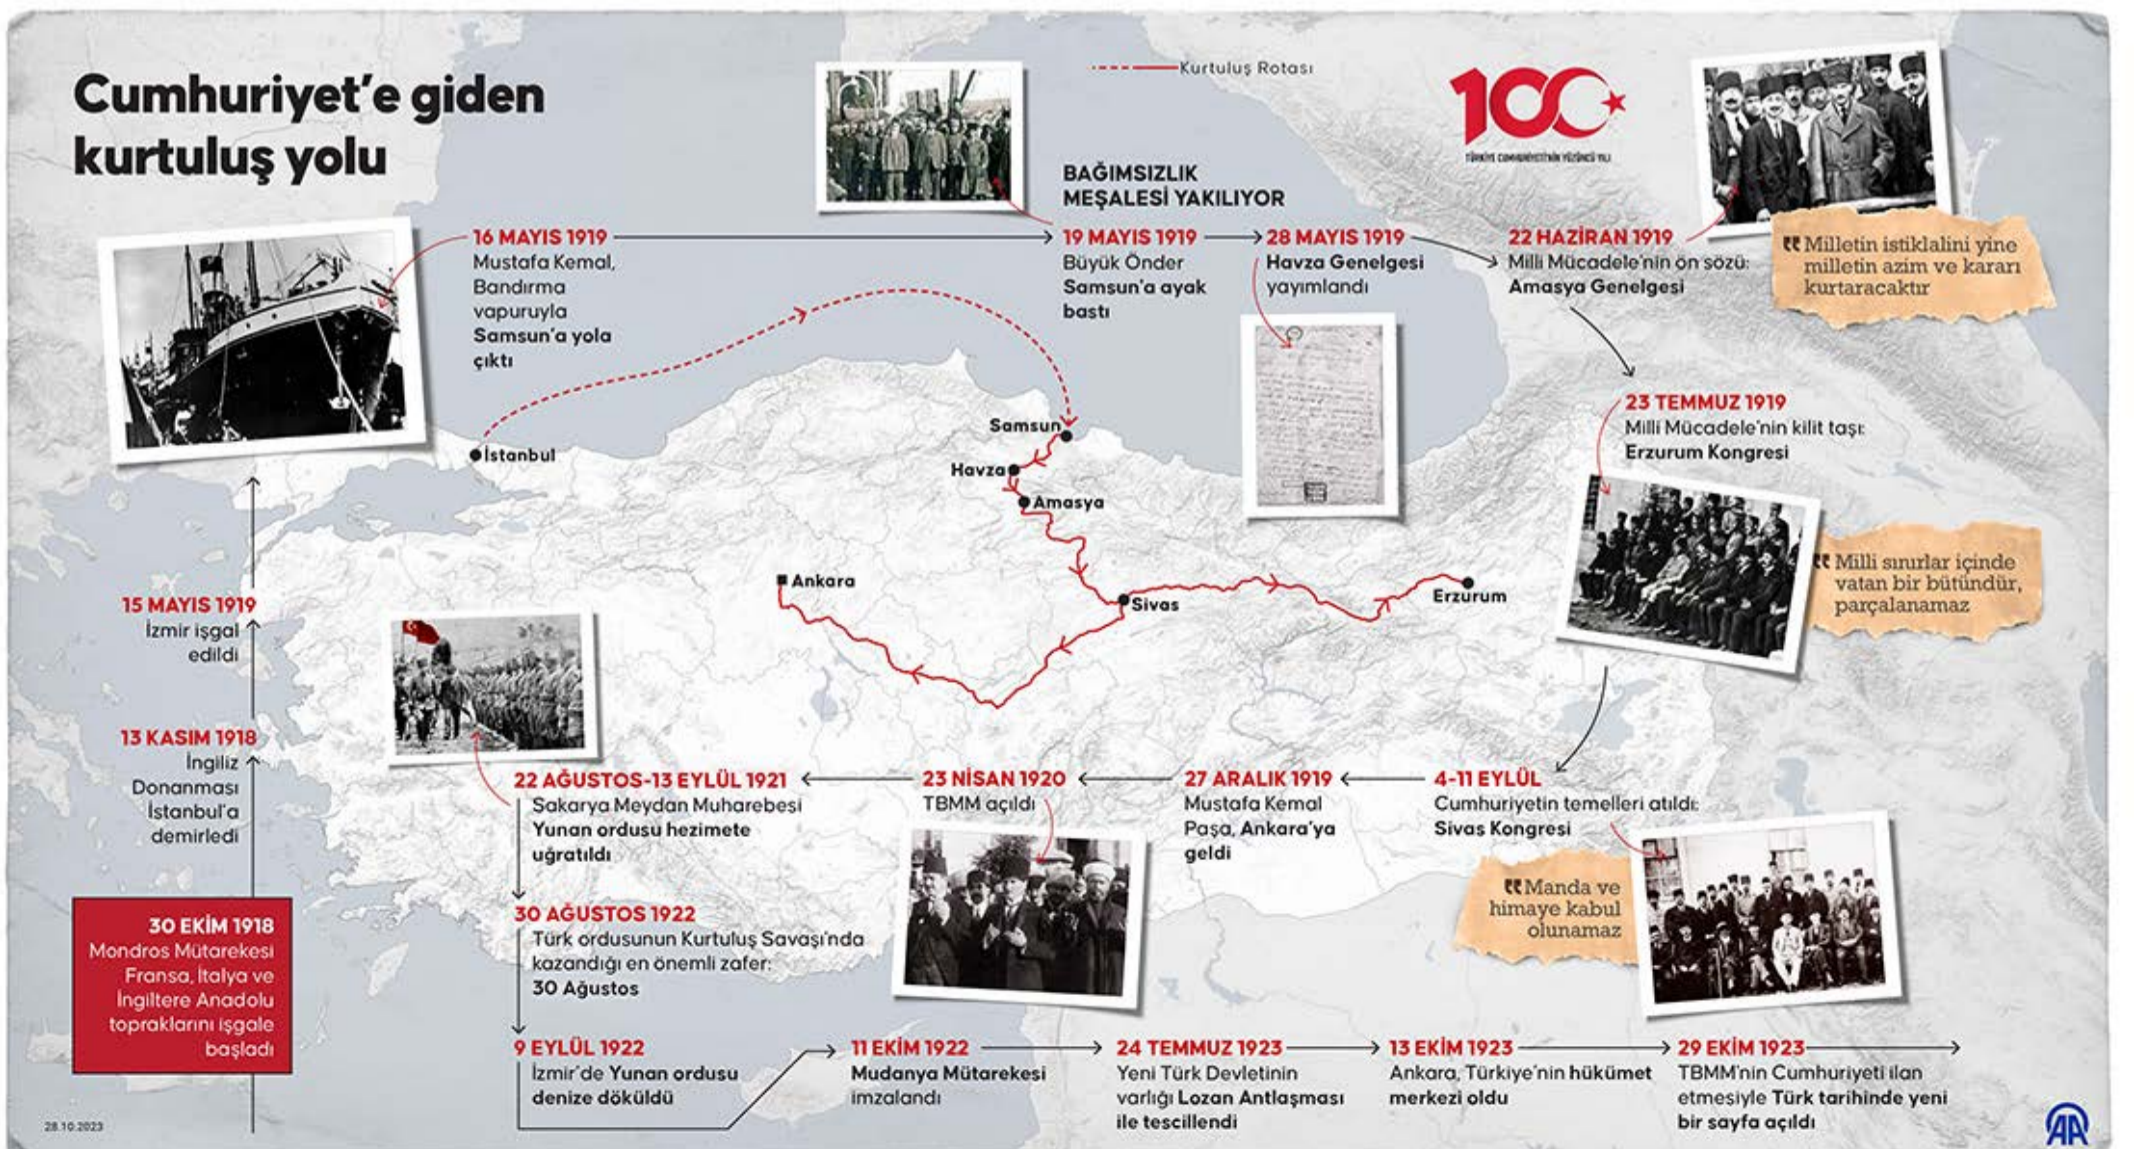 Cumhuriyet'e giden
kurtuluş yolu
Kurtuluş Rotası
100
TÜRKİYE CUMHURİYETİ'NİN YÜZÜNCÜ YILI
30 EKİM 1918
Mondros Mütarekesi
Fransa, İtalya ve
İngiltere Anadolu
topraklarını işgale
başladı
13 KASIM 1918
İngiliz
Donanması
İstanbul'a
demirledi
15 MAYIS 1919
İzmir işgal
edildi
16 MAYIS 1919
Mustafa Kemal,
Bandırma
vapuruyla
Samsun'a yola
çıktı
BAĞIMSIZLIK
MEŞALESİ YAKILIYOR
19 MAYIS 1919
Büyük Önder
Samsun'a ayak
bastı
28 MAYIS 1919
Havza Genelgesi
yayımlandı
22 HAZİRAN 1919
Milli Mücadele'nin ön sözü:
Amasya Genelgesi
Milletin istiklalini yine
milletin azim ve kararı
kurtaracaktır
23 TEMMUZ 1919
Milli Mücadele'nin kilit taşı:
Erzurum Kongresi
Milli sınırlar içinde
vatan bir bütündür,
parçalanamaz
İstanbul
Samsun
Havza
Amasya
Ankara
Sivas
Erzurum
4-11 EYLÜL
Cumhuriyetin temelleri atıldı:
Sivas Kongresi
Manda ve
himaye kabul
olunamaz
27 ARALIK 1919
Mustafa Kemal
Paşa, Ankara'ya
geldi
23 NİSAN 1920
TBMM açıldı
22 AĞUSTOS-13 EYLÜL 1921
Sakarya Meydan Muharebesi
Yunan ordusu hezimete
uğratıldı
30 AĞUSTOS 1922
Türk ordusunun Kurtuluş Savaşı'nda
kazandığı en önemli zafer:
30 Ağustos
9 EYLÜL 1922
İzmir'de Yunan ordusu
denize döküldü
11 EKİM 1922
Mudanya Mütarekesi
imzalandı
24 TEMMUZ 1923
Yeni Türk Devletinin
varlığı Lozan Antlaşması
ile tescillendi
13 EKİM 1923
Ankara, Türkiye'nin hükümet
merkezi oldu
29 EKİM 1923
TBMM'nin Cumhuriyeti ilan
etmesiyle Türk tarihinde yeni
bir sayfa açıldı
28.10.2023
AA